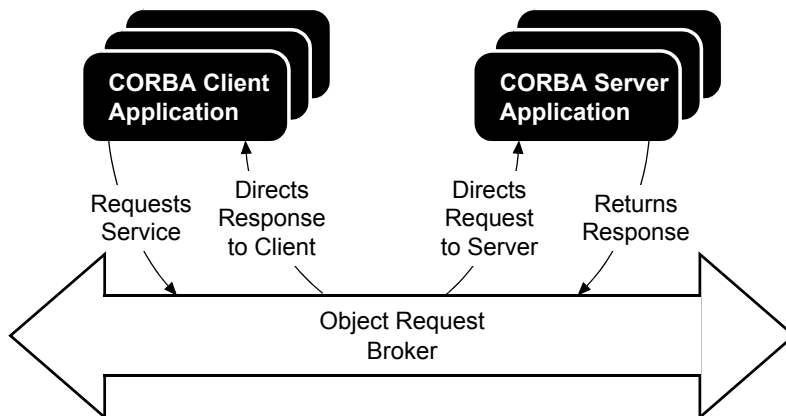 CORBA Client
Application
CORBA Server
Application
Requests
Service
Directs
Response
to Client
Directs
Request
to Server
Returns
Response
Object Request
Broker